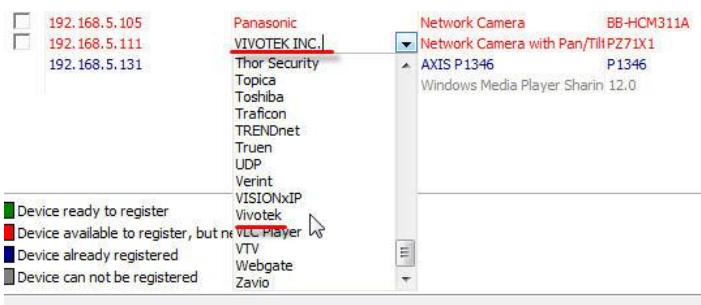 192.168.5.105 Panasonic Network Camera BB-HCM311A
192.168.5.111 VIVOTEK INC. Network Camera with Pan/Tilt PZ71X1
192.168.5.131 Thor Security AXIS P1346 P1346
Topica Windows Media Player Sharin 12.0
Toshiba
Traficon
TRENDnet
Truen
UDP
Verint
VISIONxIP
Device ready to register Vivotek
Device available to register, but ne VLC Player
Device already registered VTV
Webgate
Device can not be registered Zavio